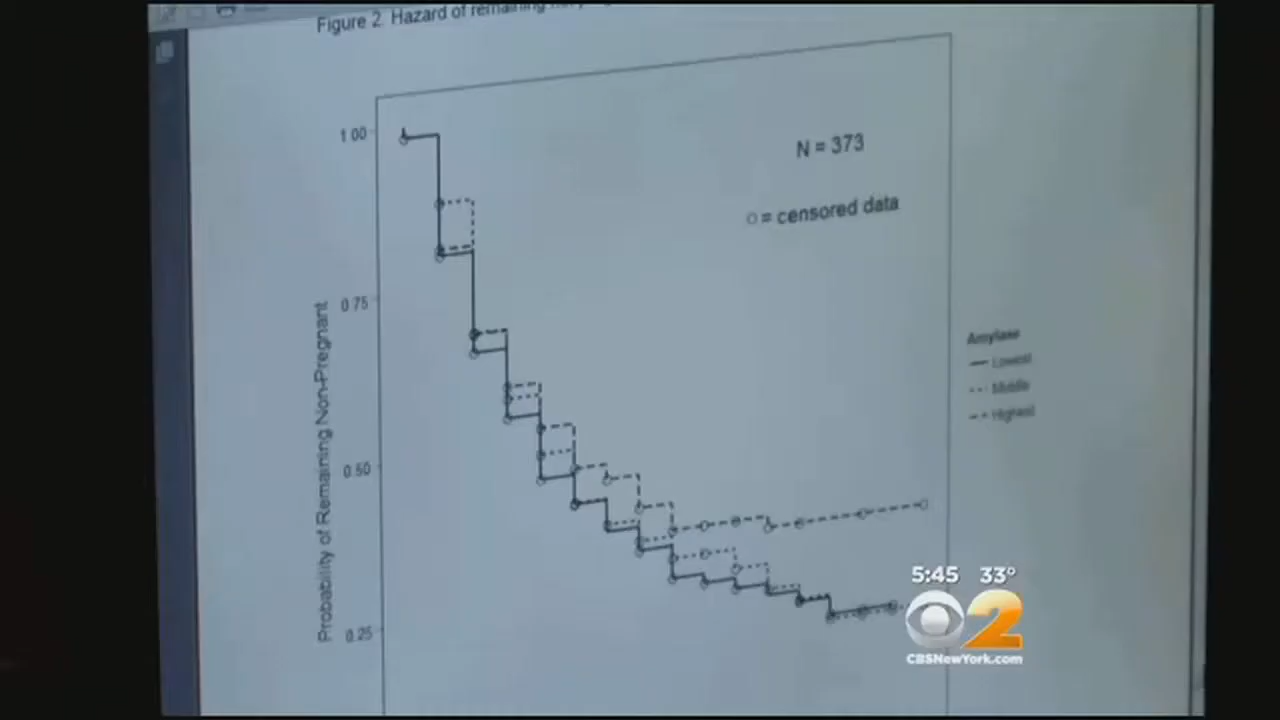 Figure 2. Hazard of remaining
1.00
N = 373
o = censored data
0.75
Probability of Remaining Non-Pregnant
Amylase
Lowest
Middle
Highest
0.50
0.25
5:45 33°
2
CBSNewYork.com